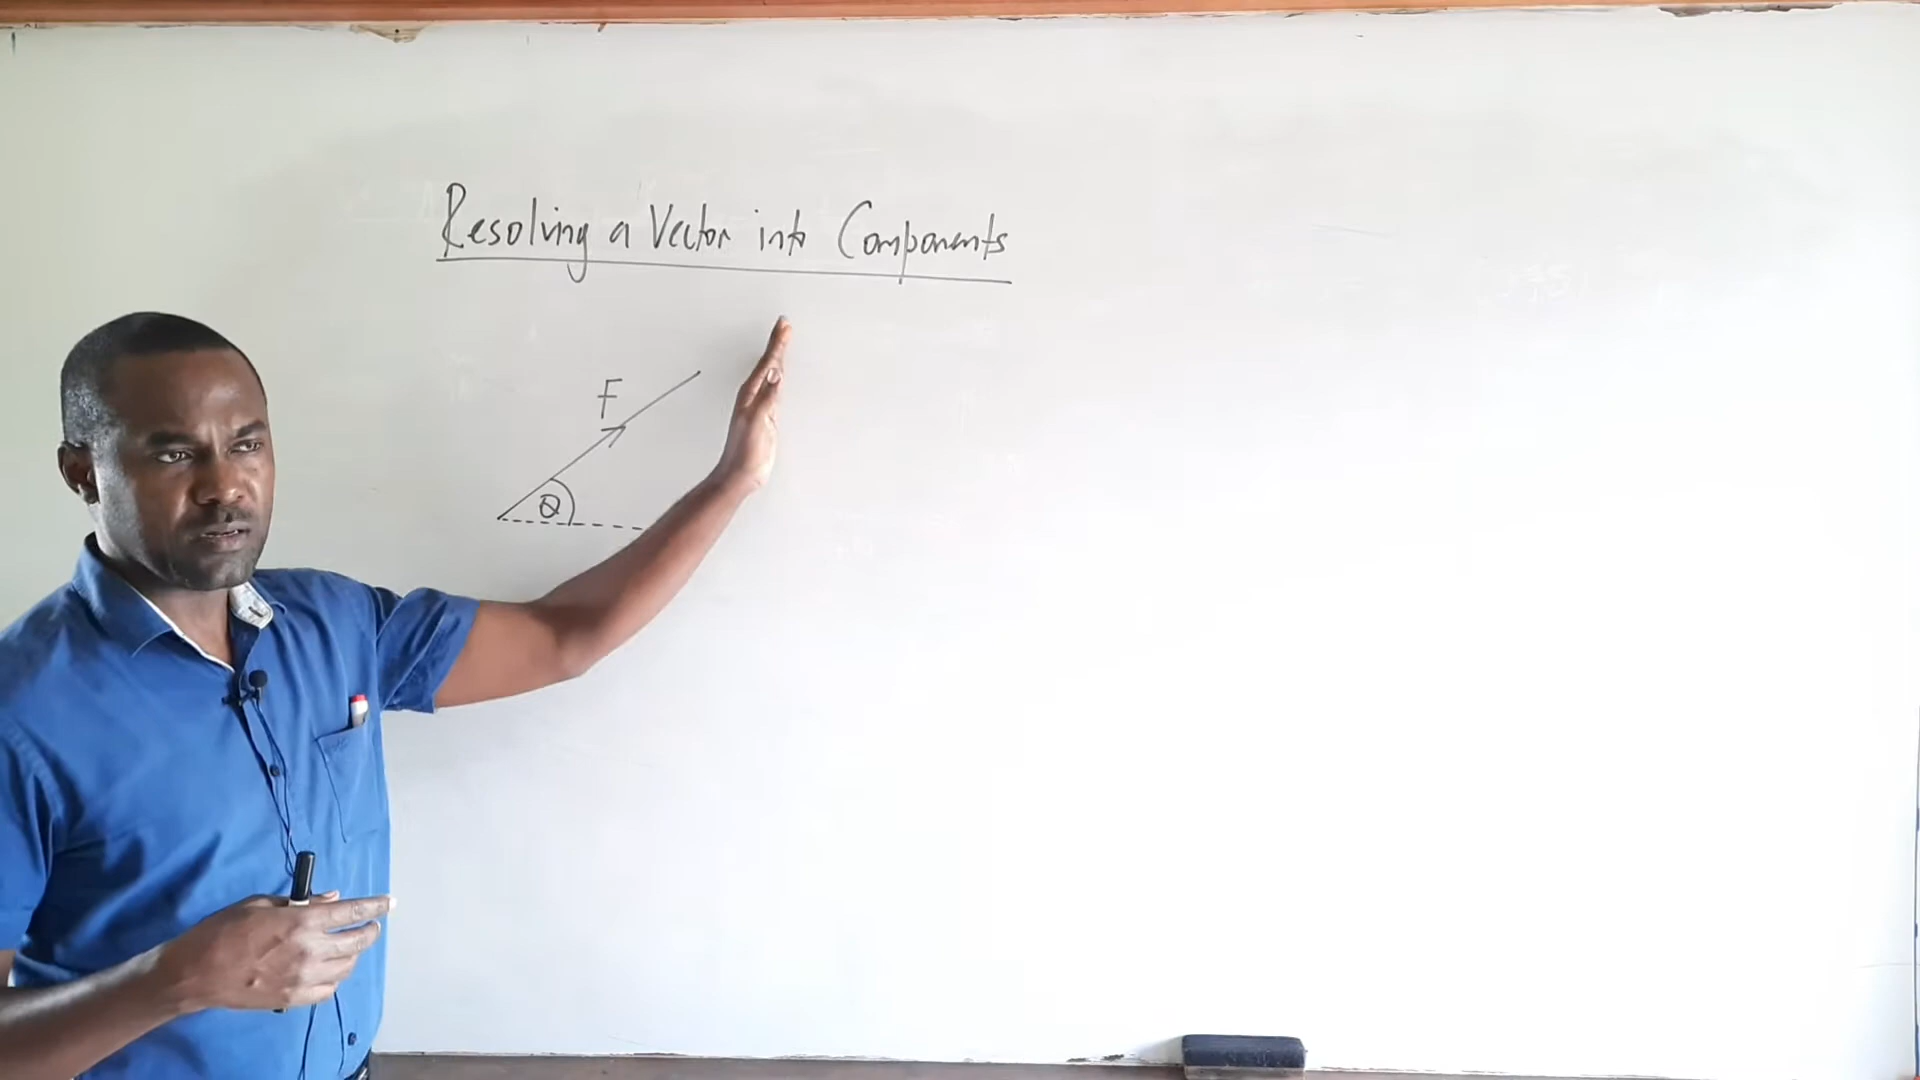 Resolving a Vector into Components
F
θ